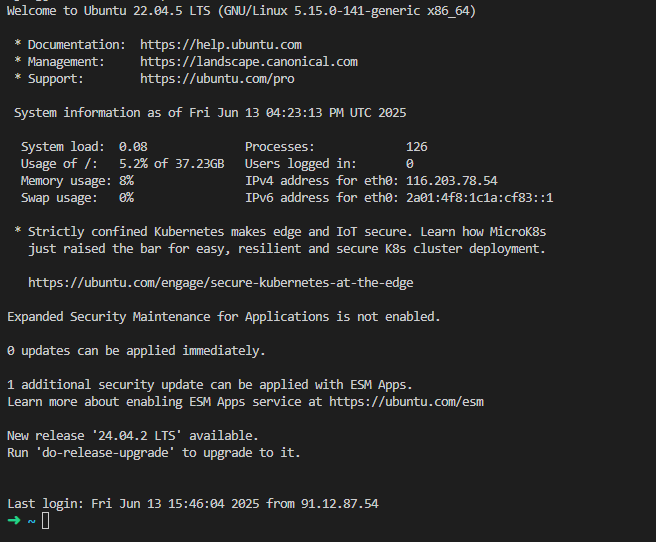 Welcome to Ubuntu 22.04.5 LTS (GNU/Linux 5.15.0-141-generic x86_64)
* Documentation: https://help.ubuntu.com
* Management: https://landscape.canonical.com
* Support: https://ubuntu.com/pro
System information as of Fri Jun 13 04:23:13 PM UTC 2025
System load: 0.08 Processes: 126
Usage of /: 5.2% of 37.23GB Users logged in: 0
Memory usage: 8% IPv4 address for eth0: 116.203.78.54
Swap usage: 0% IPv6 address for eth0: 2a01:4f8:1c1a:cf83::1
* Strictly confined Kubernetes makes edge and IoT secure. Learn how MicroK8s
just raised the bar for easy, resilient and secure K8s cluster deployment.
https://ubuntu.com/engage/secure-kubernetes-at-the-edge
Expanded Security Maintenance for Applications is not enabled.
0 updates can be applied immediately.
1 additional security update can be applied with ESM Apps.
Learn more about enabling ESM Apps service at https://ubuntu.com/esm
New release '24.04.2 LTS' available.
Run 'do-release-upgrade' to upgrade to it.
Last login: Fri Jun 13 15:46:04 2025 from 91.12.87.54
➜ ~